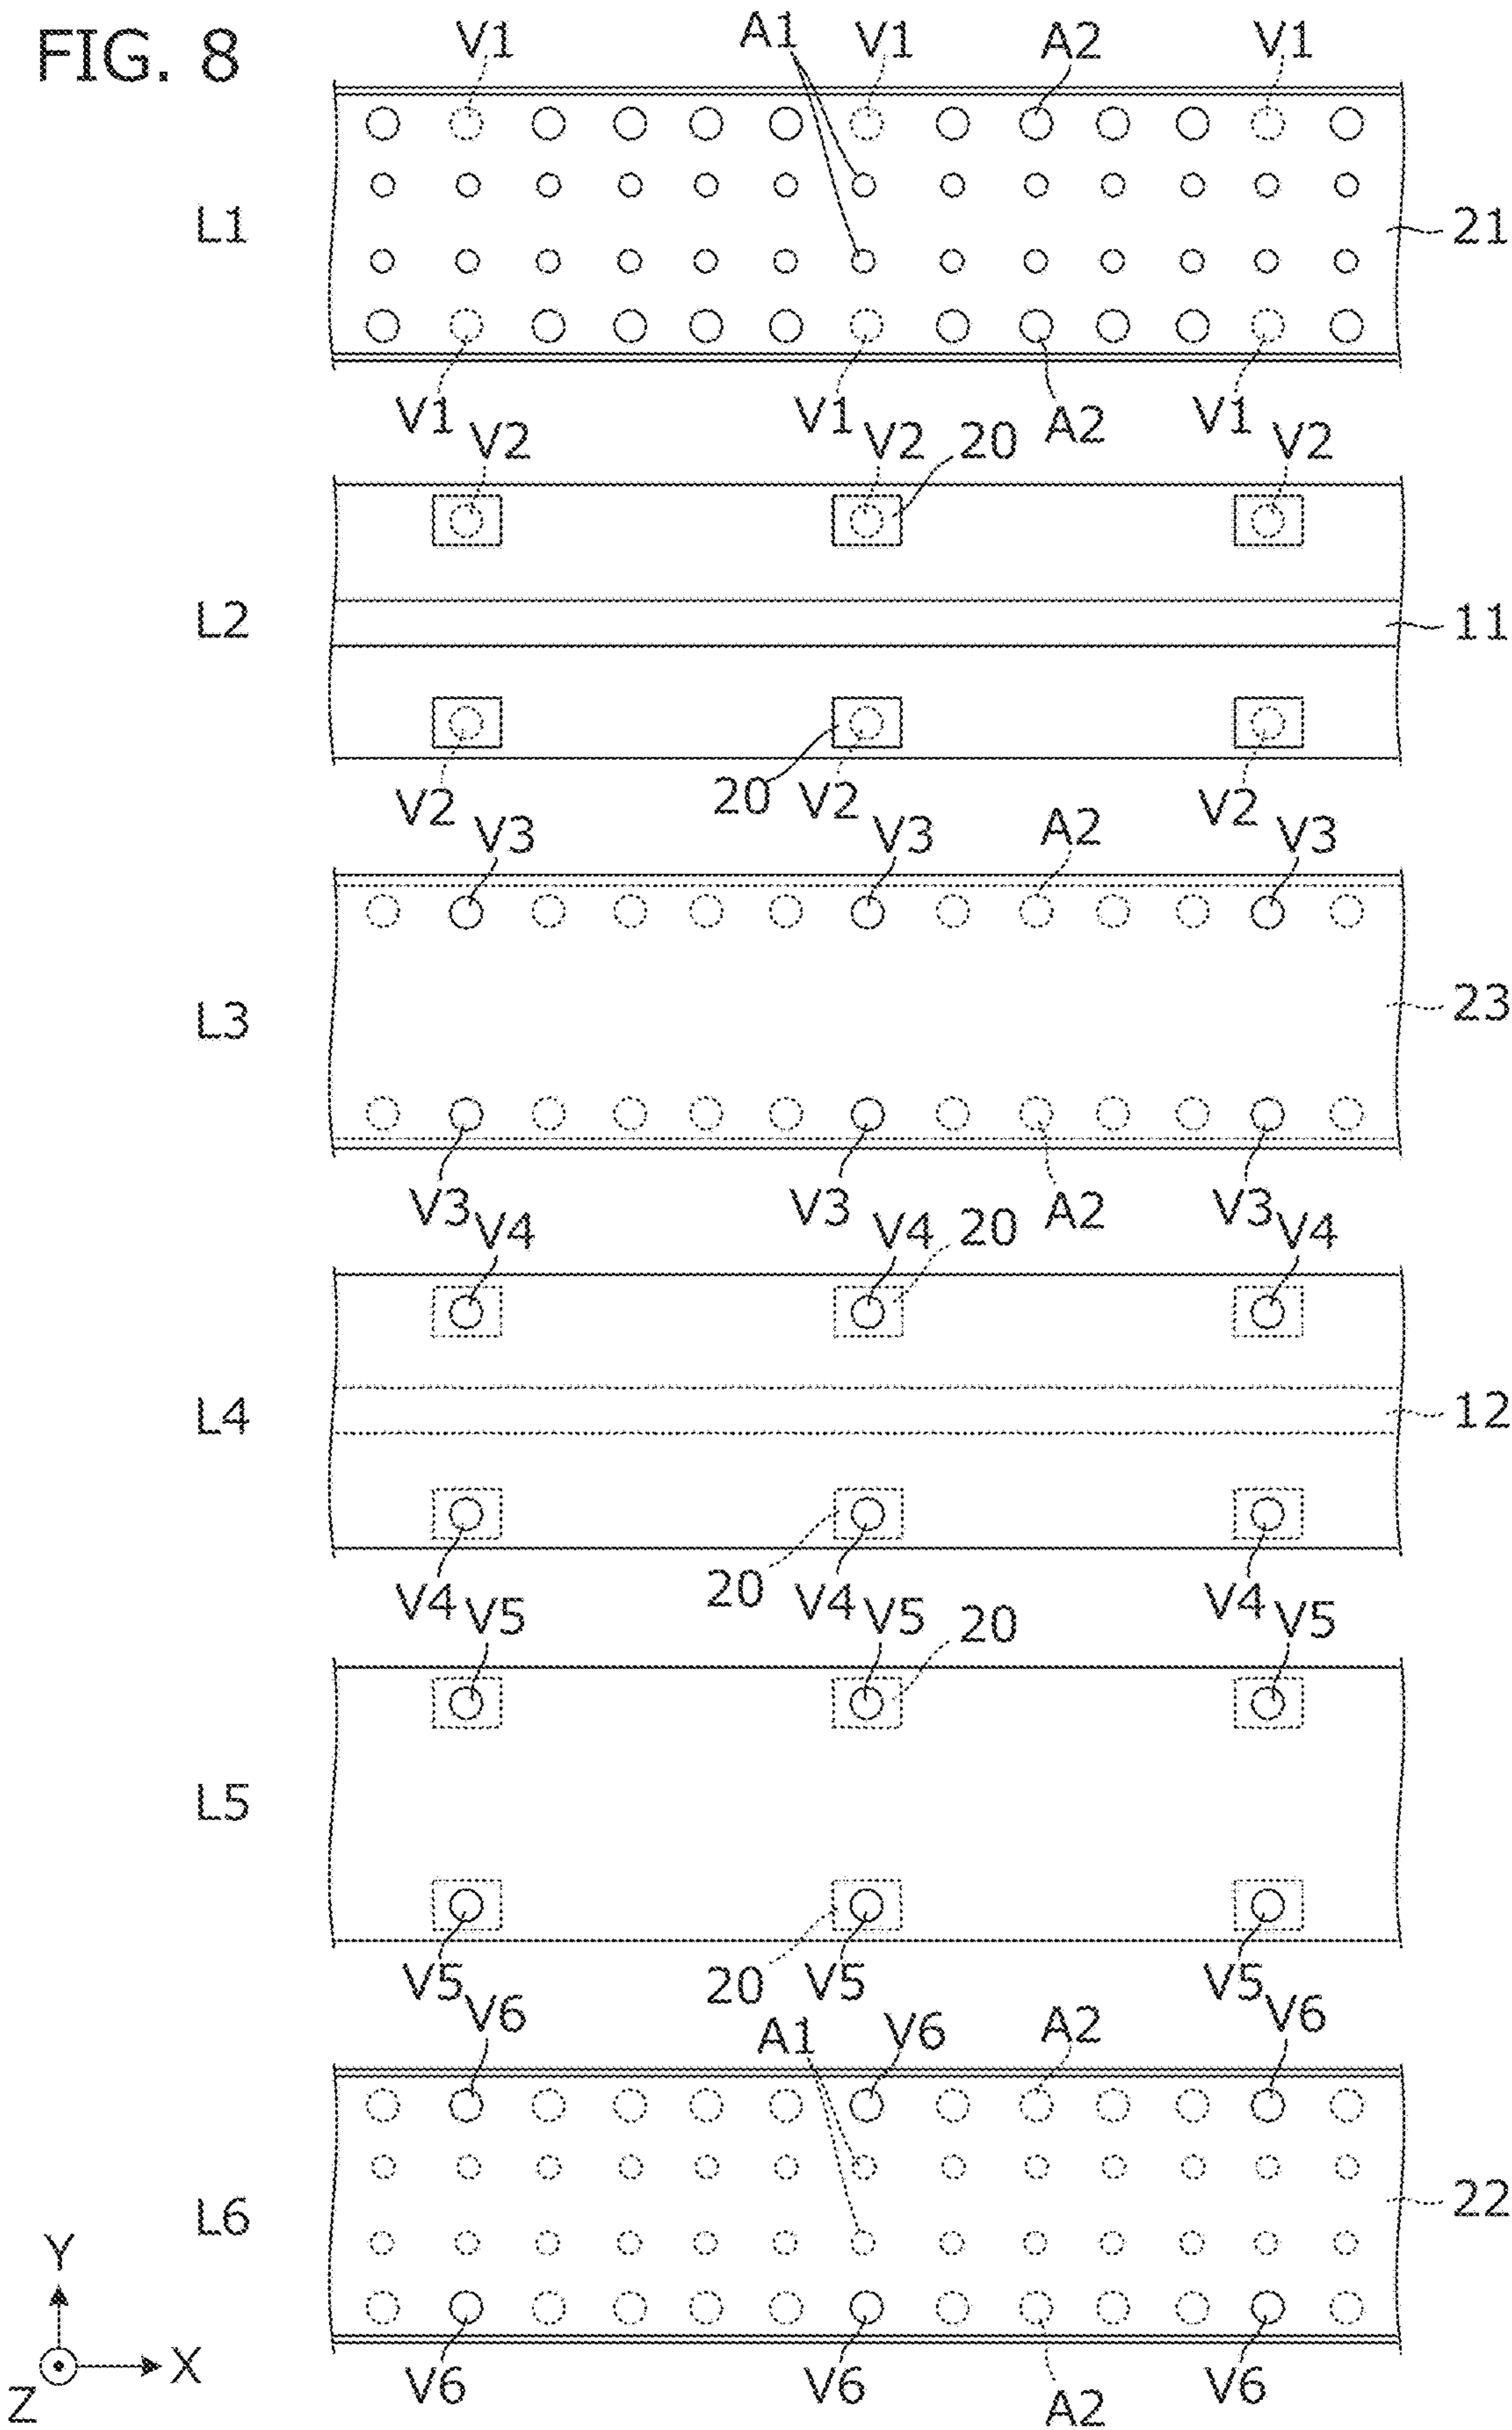 FIG. 8
V1 A1 V1 A2 V1
L1 21
V1 V1 A2 V1
V2 V2 20 V2
L2 11
V2 20 V2 V2
V3 V3 A2 V3
L3 23
V3 V3 A2 V3
V4 V4 20 V4
L4 12
V4 20 V4 V4
V5 V5 20 V5
L5
V5 20 V5 V5
V6 A1 V6 A2 V6
L6 22
V6 V6 A2 V6
Y
X
Z